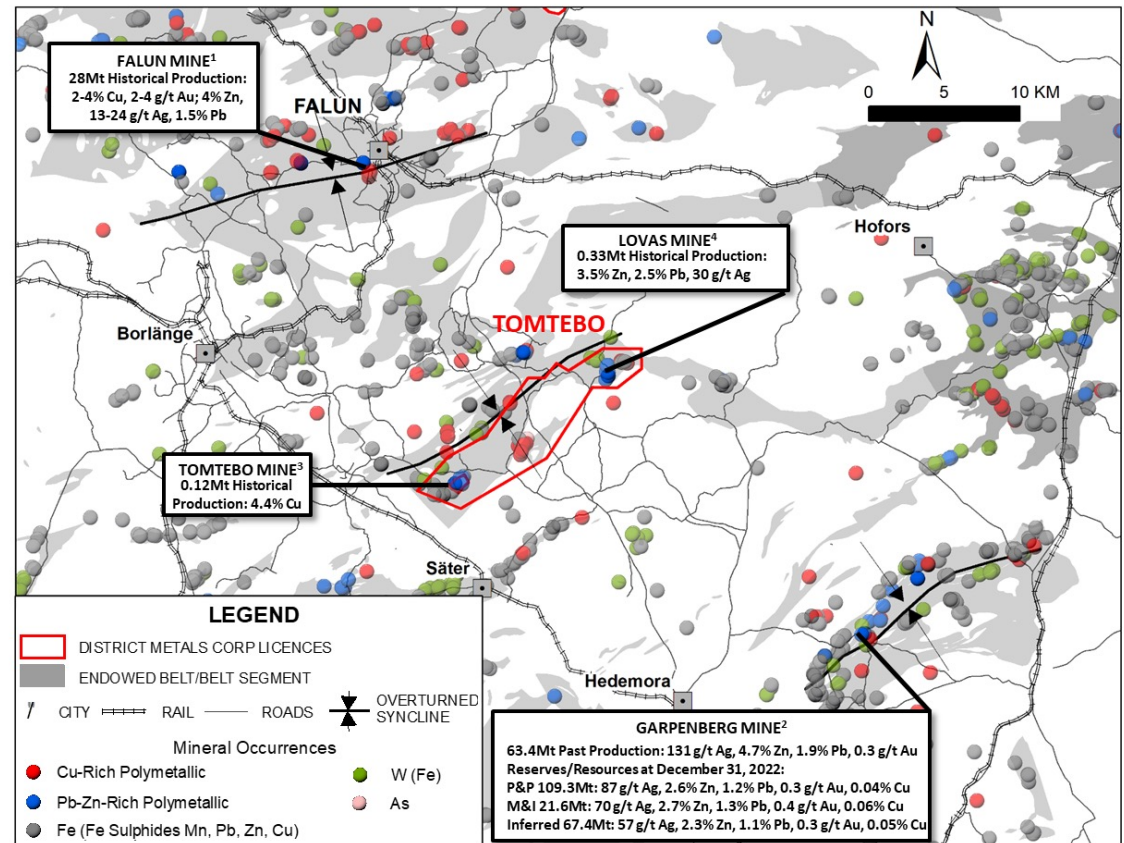 FALUN MINE¹
28Mt Historical Production:
2-4% Cu, 2-4 g/t Au; 4% Zn,
13-24 g/t Ag, 1.5% Pb
FALUN
N
0 5 10 KM
LOVAS MINE⁴
0.33Mt Historical Production:
3.5% Zn, 2.5% Pb, 30 g/t Ag
Hofors
TOMTEBO
Borlänge
TOMTEBO MINE³
0.12Mt Historical
Production: 4.4% Cu
Säter
Hedemora
GARPENBERG MINE²
63.4Mt Past Production: 131 g/t Ag, 4.7% Zn, 1.9% Pb, 0.3 g/t Au
Reserves/Resources at December 31, 2022:
P&P 109.3Mt: 87 g/t Ag, 2.6% Zn, 1.2% Pb, 0.3 g/t Au, 0.04% Cu
M&I 21.6Mt: 70 g/t Ag, 2.7% Zn, 1.3% Pb, 0.4 g/t Au, 0.06% Cu
Inferred 67.4Mt: 57 g/t Ag, 2.3% Zn, 1.1% Pb, 0.3 g/t Au, 0.05% Cu
LEGEND
DISTRICT METALS CORP LICENCES
ENDOWED BELT/BELT SEGMENT
CITY RAIL ROADS OVERTURNED
SYNCLINE
Mineral Occurrences
Cu-Rich Polymetallic
W (Fe)
Pb-Zn-Rich Polymetallic
As
Fe (Fe Sulphides Mn, Pb, Zn, Cu)